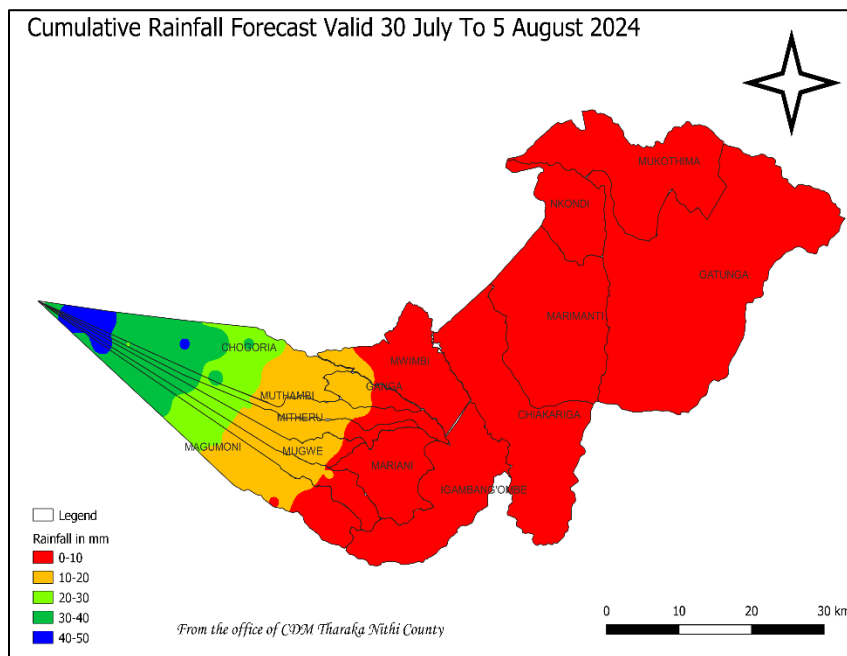 Cumulative Rainfall Forecast Valid 30 July To 5 August 2024
MUKOTHIMA
NKONDI
GATUNGA
MARIMANTI
CHOGORIA
MWIMBI
GANGA
MUTHAMBI
CHIAKARIGA
MITHERU
MAGUMONI
MUGWE
MARIANI
IGAMBANG'OMBE
Legend
Rainfall in mm
0-10
10-20
20-30
30-40
40-50
From the office of CDM Tharaka Nithi County
0 10 20 30 km